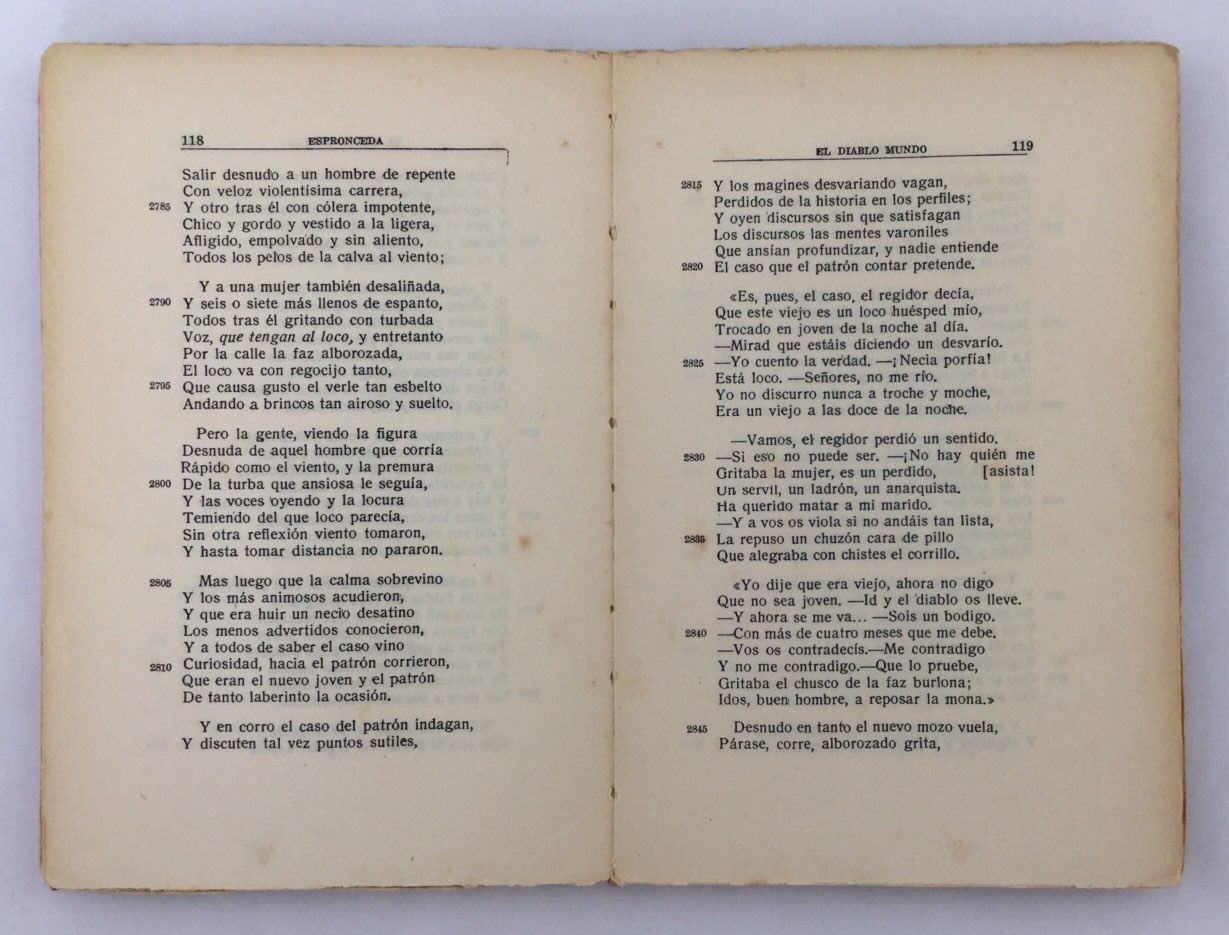 118 ESPRONCEDA
Salir desnudo a un hombre de repente
Con veloz violentísima carrera,
2785 Y otro tras él con cólera impotente,
Chico y gordo y vestido a la ligera,
Afligido, empolvado y sin aliento,
Todos los pelos de la calva al viento;
Y a una mujer también desaliñada,
2790 Y seis o siete más llenos de espanto,
Todos tras él gritando con turbada
Voz, que tengan al loco, y entretanto
Por la calle la faz alborozada,
El loco va con regocijo tanto,
2795 Que causa gusto el verle tan esbelto
Andando a brincos tan airoso y suelto.
Pero la gente, viendo la figura
Desnuda de aquel hombre que corría
Rápido como el viento, y la premura
2800 De la turba que ansiosa le seguía,
Y las voces oyendo y la locura
Temiendo del que loco parecía,
Sin otra reflexión viento tomaron,
Y hasta tomar distancia no pararon.
2805 Mas luego que la calma sobrevino
Y los más animosos acudieron,
Y que era huir un necio desatino
Los menos advertidos conocieron,
Y a todos de saber el caso vino
2810 Curiosidad, hacia el patrón corrieron,
Que eran el nuevo joven y el patrón
De tanto laberinto la ocasión.
Y en corro el caso del patrón indagan,
Y discuten tal vez puntos sutiles,
EL DIABLO MUNDO 119
2815 Y los magines desvariando vagan,
Perdidos de la historia en los perfiles;
Y oyen discursos sin que satisfagan
Los discursos las mentes varoniles
Que ansían profundizar, y nadie entiende
2820 El caso que el patrón contar pretende.
«Es, pues, el caso, el regidor decía,
Que este viejo es un loco huésped mío,
Trocado en joven de la noche al día.
—Mirad que estáis diciendo un desvarío.
2825 —Yo cuento la verdad. —¡Necia porfía!
Está loco. —Señores, no me río.
Yo no discurro nunca a troche y moche,
Era un viejo a las doce de la noche.
—Vamos, el regidor perdió un sentido.
2830 —Si eso no puede ser. —¡No hay quién me
Gritaba la mujer, es un perdido, [asista!
Un servil, un ladrón, un anarquista.
Ha querido matar a mi marido.
—Y a vos os viola si no andáis tan lista,
2835 La repuso un chuzón cara de pillo
Que alegraba con chistes el corrillo.
«Yo dije que era viejo, ahora no digo
Que no sea joven. —Id y el diablo os lleve.
—Y ahora se me va... —Sois un bodigo.
2840 —Con más de cuatro meses que me debe.
—Vos os contradecís.—Me contradigo
Y no me contradigo.—Que lo pruebe,
Gritaba el chusco de la faz burlona;
Idos, buen hombre, a reposar la mona.»
2845 Desnudo en tanto el nuevo mozo vuela,
Párase, corre, alborozado grita,